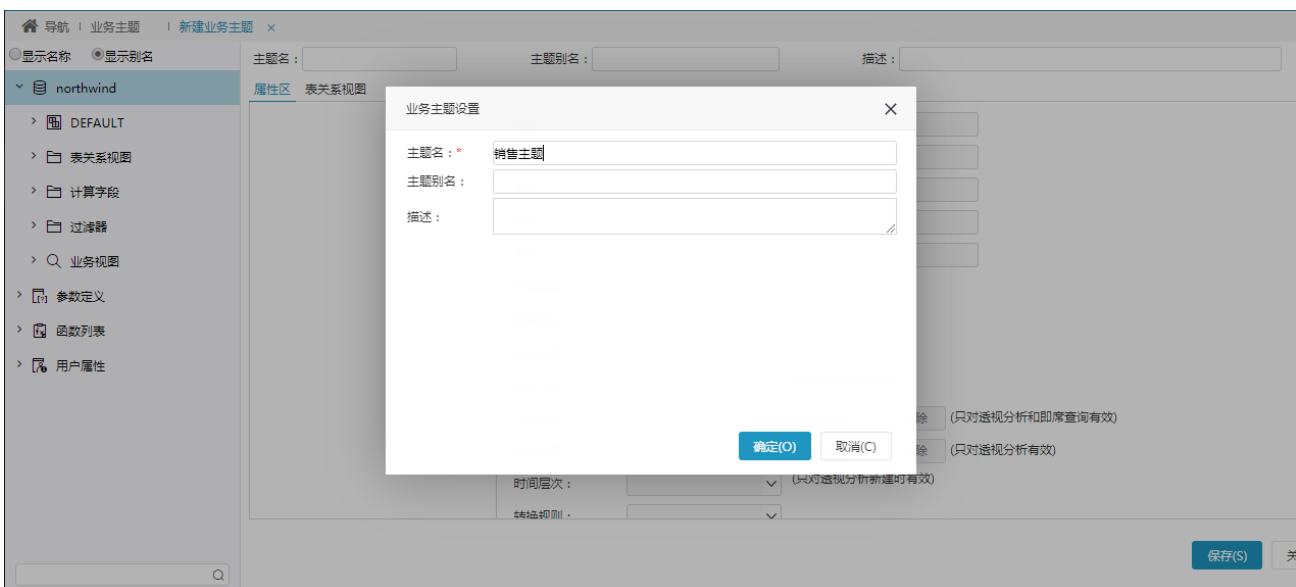 导航 业务主题 新建业务主题 ×
显示名称 显示别名
主题名： 主题别名： 描述：
northwind
属性区 表关系视图
DEFAULT
表关系视图
计算字段
过滤器
业务视图
参数定义
函数列表
用户属性
业务主题设置
主题名：* 销售主题
主题别名：
描述：
确定(O) 取消(C)
除 (只对透视分析和即席查询有效)
除 (只对透视分析有效)
时间层次： (只对透视分析新建时有效)
转换规则：
保存(S) 关